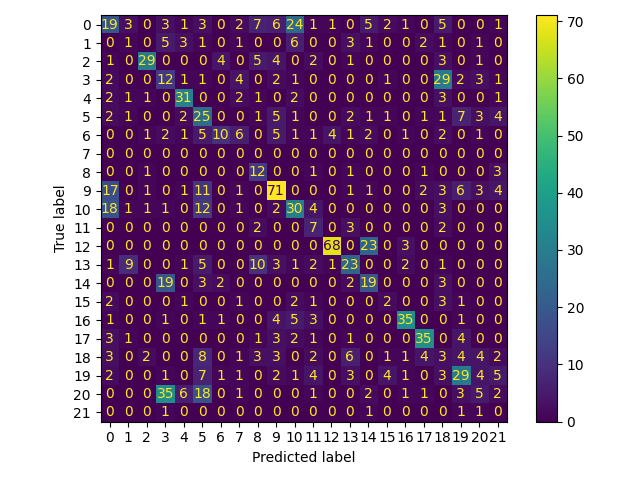 0 19 3 0 3 1 3 0 2 7 6 24 1 1 0 5 2 1 0 5 0 0 1
1 0 1 0 5 3 1 0 1 0 0 6 0 0 3 1 0 0 2 1 0 1 0
2 1 0 29 0 0 0 4 0 5 4 0 2 0 1 0 0 0 0 3 0 1 0
3 2 0 0 12 1 1 0 4 0 2 1 0 0 0 0 1 0 0 29 2 3 1
4 2 1 1 0 31 0 0 2 1 0 2 0 0 0 0 0 0 0 3 0 0 1
5 2 1 0 0 2 25 0 0 1 5 1 0 0 2 1 1 0 1 1 7 3 4
6 0 0 1 2 1 5 10 6 0 5 1 1 4 1 2 0 1 0 2 0 1 0
7 0 0 0 0 0 0 0 0 0 0 0 0 0 0 0 0 0 0 0 0 0 0
8 0 0 1 0 0 0 0 0 12 0 0 1 0 1 0 0 0 1 0 0 0 3
9 17 0 1 0 1 11 0 1 0 71 0 0 0 1 1 0 0 2 3 6 3 4
10 18 1 1 1 0 12 0 1 0 2 30 4 0 0 0 0 0 0 3 0 0 0
11 0 0 0 0 0 0 0 0 2 0 0 7 0 3 0 0 0 0 2 0 0 0
12 0 0 0 0 0 0 0 0 0 0 0 0 68 0 23 0 3 0 0 0 0 0
13 1 9 0 0 1 5 0 0 10 3 1 2 1 23 0 0 2 0 1 0 0 0
14 0 0 0 19 0 3 2 0 0 0 0 0 0 2 19 0 0 0 3 0 0 0
15 2 0 0 0 1 0 0 1 0 0 2 1 0 0 0 2 0 0 3 1 0 0
16 1 0 0 1 0 1 1 0 0 4 5 3 0 0 0 0 35 0 0 0 0 0
17 3 1 0 0 0 0 0 0 1 3 2 1 0 1 0 0 0 35 0 4 0 0
18 3 0 2 0 0 8 0 1 3 3 0 2 0 6 0 1 1 4 3 4 4 2
19 2 0 0 1 0 7 1 1 0 2 1 4 0 3 0 4 1 0 3 29 4 5
20 0 0 0 35 6 18 0 1 0 0 0 1 0 0 2 0 1 1 0 3 5 2
21 0 0 0 1 0 0 0 0 0 0 0 0 0 0 0 0 0 0 0 1 1 0
0 1 2 3 4 5 6 7 8 9 10 11 12 13 14 15 16 17 18 19 20 21
Predicted label
True label
70
60
50
40
30
20
10
0